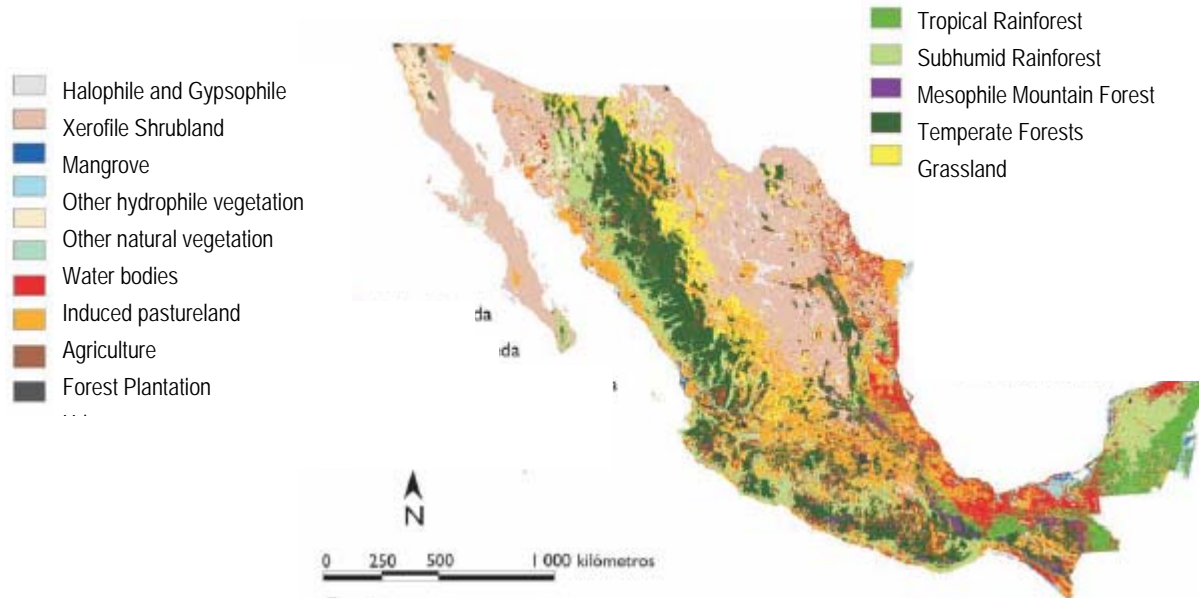 Tropical Rainforest
Subhumid Rainforest
Mesophile Mountain Forest
Temperate Forests
Grassland
Halophile and Gypsophile
Xerofile Shrubland
Mangrove
Other hydrophile vegetation
Other natural vegetation
Water bodies
Induced pastureland
Agriculture
Forest Plantation
da
eda
N
0 250 500 1 000 kilómetros